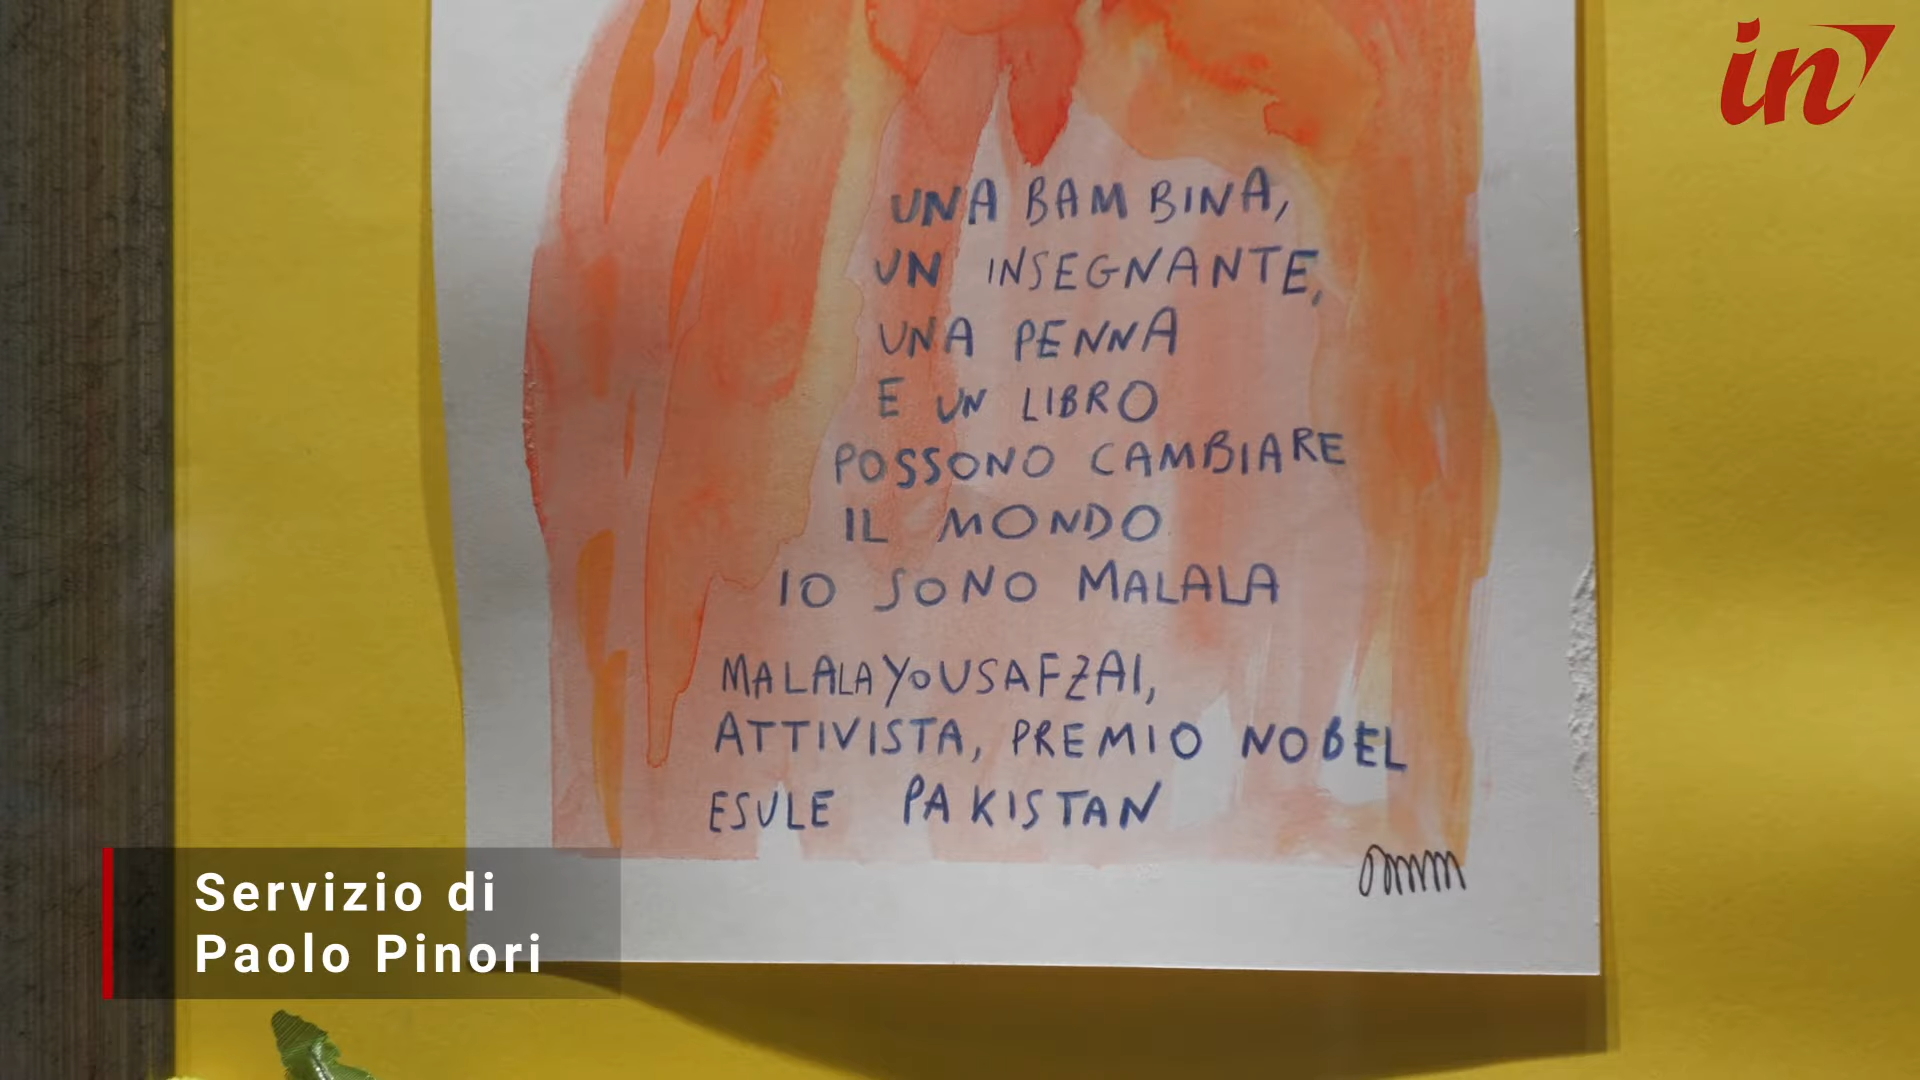 in
UNA BAMBINA,
UN INSEGNANTE,
UNA PENNA
E UN LIBRO
POSSONO CAMBIARE
IL MONDO
IO SONO MALALA
MALALA YOUSAFZAI,
ATTIVISTA, PREMIO NOBEL
ESULE PAKISTAN
Servizio di
Paolo Pinori